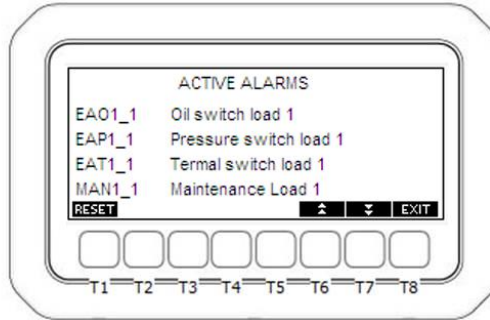 ACTIVE ALARMS
EAO1_1 Oil switch load 1
EAP1_1 Pressure switch load 1
EAT1_1 Termal switch load 1
MAN1_1 Maintenance Load 1
RESET EXIT
T1 T2 T3 T4 T5 T6 T7 T8